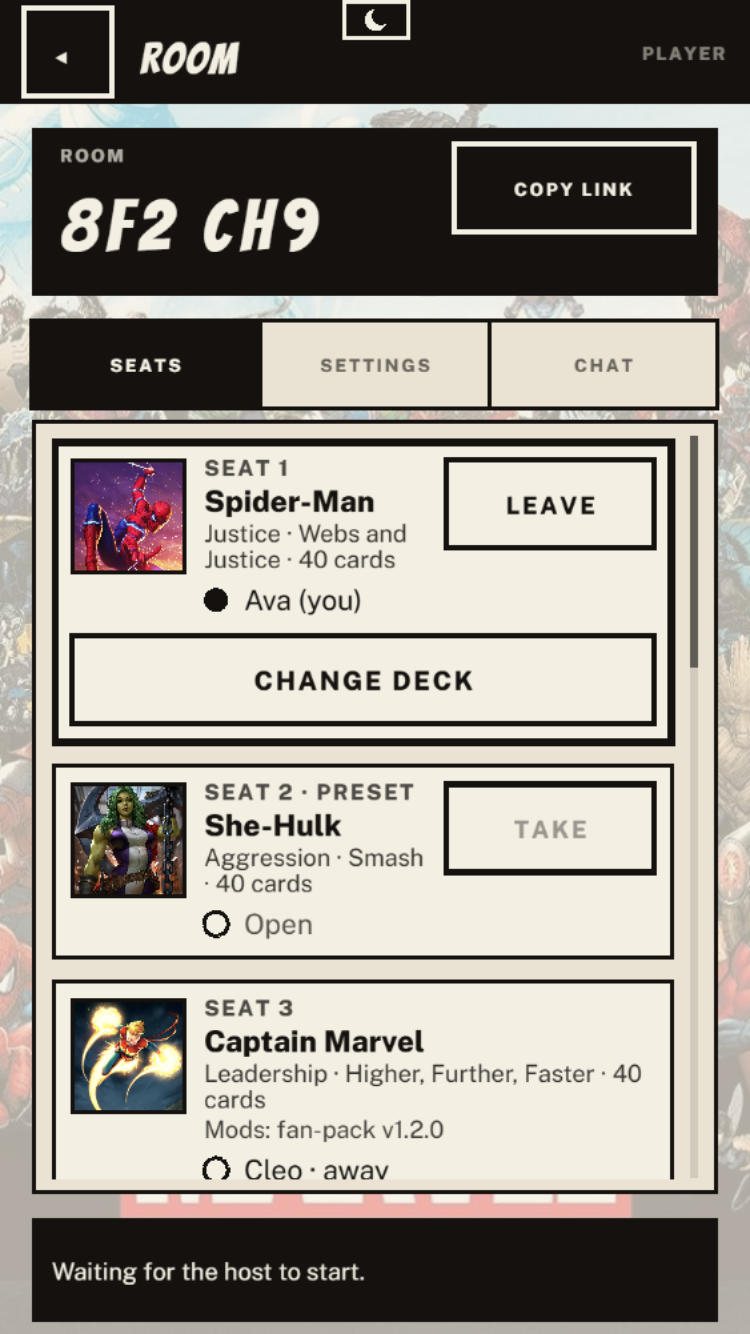 ROOM
PLAYER
ROOM
COPY LINK
8F2 CH9
SEATS
SETTINGS
CHAT
SEAT 1
Spider-Man
LEAVE
Justice · Webs and
Justice · 40 cards
Ava (you)
CHANGE DECK
SEAT 2 · PRESET
She-Hulk
TAKE
Aggression · Smash
· 40 cards
Open
SEAT 3
Captain Marvel
Leadership · Higher, Further, Faster · 40
cards
Mods: fan-pack v1.2.0
Cleo · away
Waiting for the host to start.